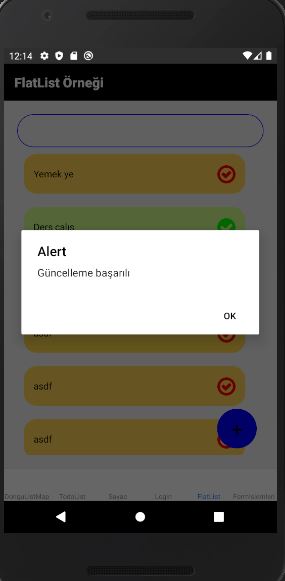 12:14
FlatList Örneği
Yemek ye
Ders çalış
Alert
Güncelleme başarılı
OK
asdf
asdf
asdf
DonguListMap TodoList Sayac Login FlatList FormIslemleri